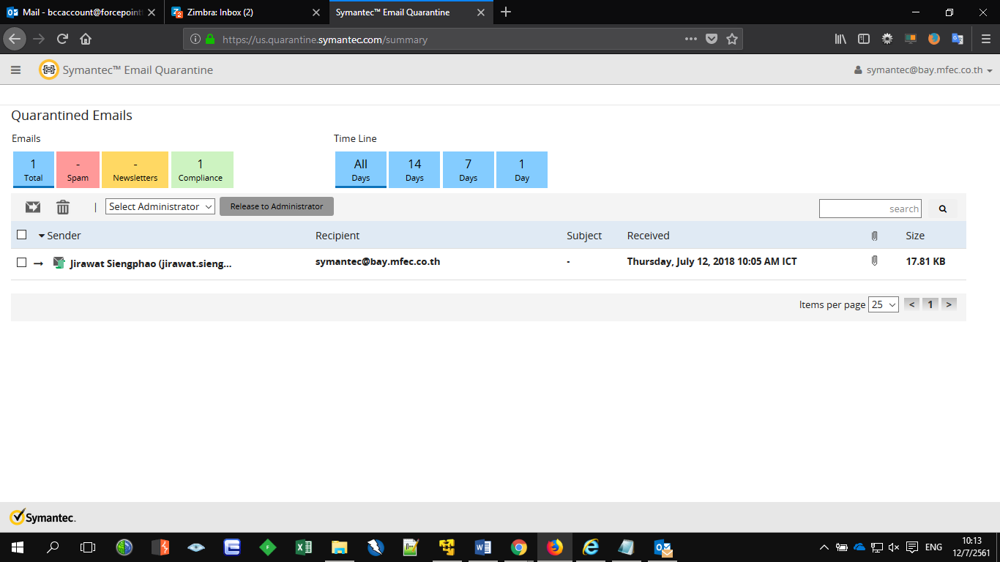 Mail - bccaccount@forcepoint
Zimbra: Inbox (2)
Symantec™ Email Quarantine
https://us.quarantine.symantec.com/summary
Symantec™ Email Quarantine
symantec@bay.mfec.co.th
Quarantined Emails
Emails
Time Line
1 - - 1 All 14 7 1
Total Spam Newsletters Compliance Days Days Days Day
| Select Administrator Release to Administrator search
Sender Recipient Subject Received Size
Jirawat Siengphao (jirawat.sieng... symantec@bay.mfec.co.th - Thursday, July 12, 2018 10:05 AM ICT 17.81 KB
Items per page 25 < 1 >
Symantec.
ENG
10:13
12/7/2561